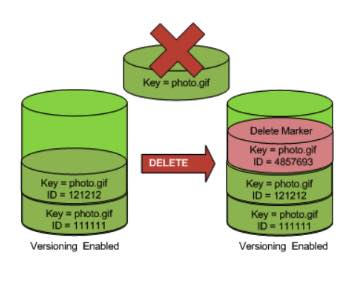 Key = photo.gif
Key = photo.gif
ID = 121212
Key = photo.gif
ID = 111111
Versioning Enabled
DELETE
Delete Marker
Key = photo.gif
ID = 4857693
Key = photo.gif
ID = 121212
Key = photo.gif
ID = 111111
Versioning Enabled